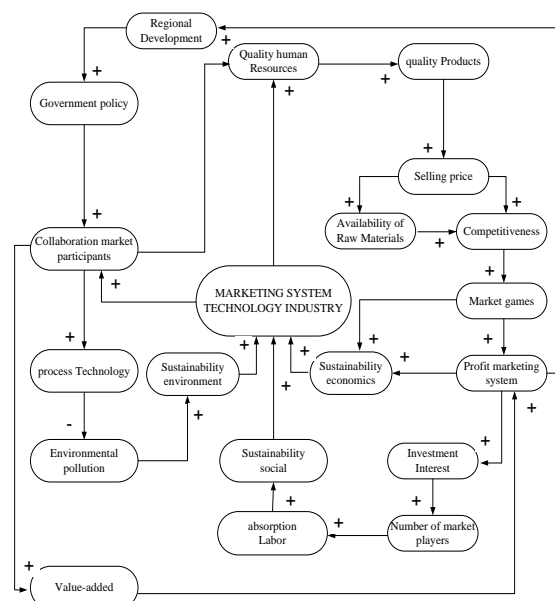 Regional
Development
+
+
Quality human
Resources
+
+
quality Products
+
Government policy
+
Selling price
+
+
+
Availability of
Raw Materials
+
Competitiveness
+
Collaboration market
participants
+
+
MARKETING SYSTEM
TECHNOLOGY INDUSTRY
Market games
+
+
+
process Technology
-
Sustainability
environment
+
+
+
+
Sustainability
economics
+
Profit marketing
system
+
Environmental
pollution
Sustainability
social
+
Investment
Interest
+
+
absorption
Labor
+
Number of market
players
+
Value-added